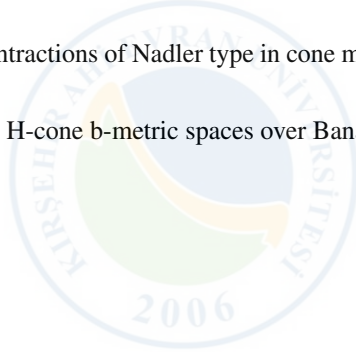 ntractions of Nadler type in cone m
H-cone b-metric spaces over Ban
KIRŞEHİR AHİ EVRAN ÜNİVERSİTESİ
2006